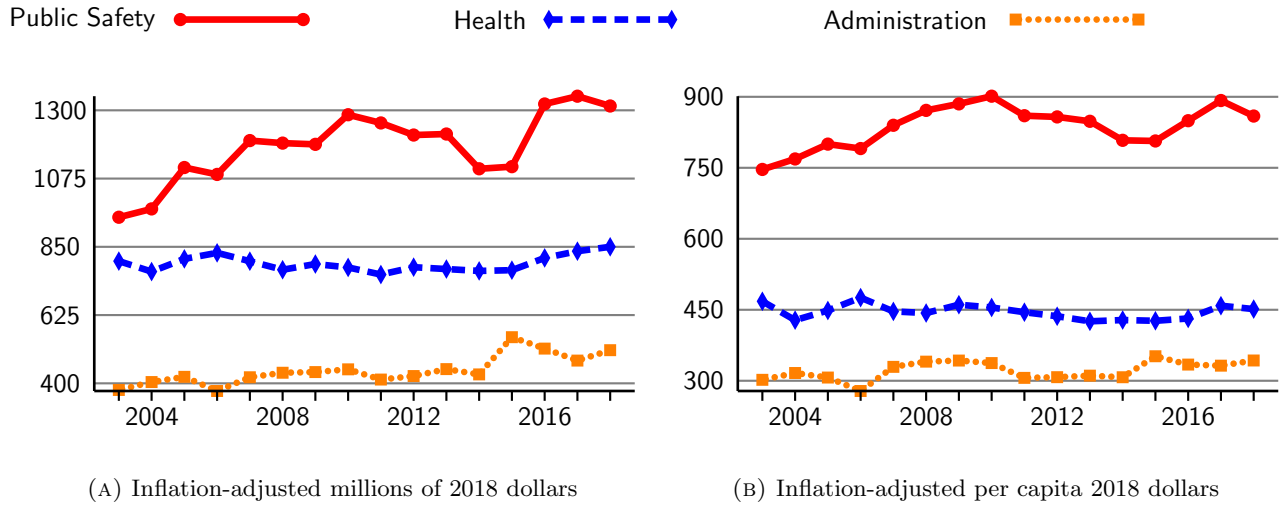 Public Safety Health Administration
1300
1075
850
625
400
2004 2008 2012 2016
900
750
600
450
300
2004 2008 2012 2016
(A) Inflation-adjusted millions of 2018 dollars
(B) Inflation-adjusted per capita 2018 dollars